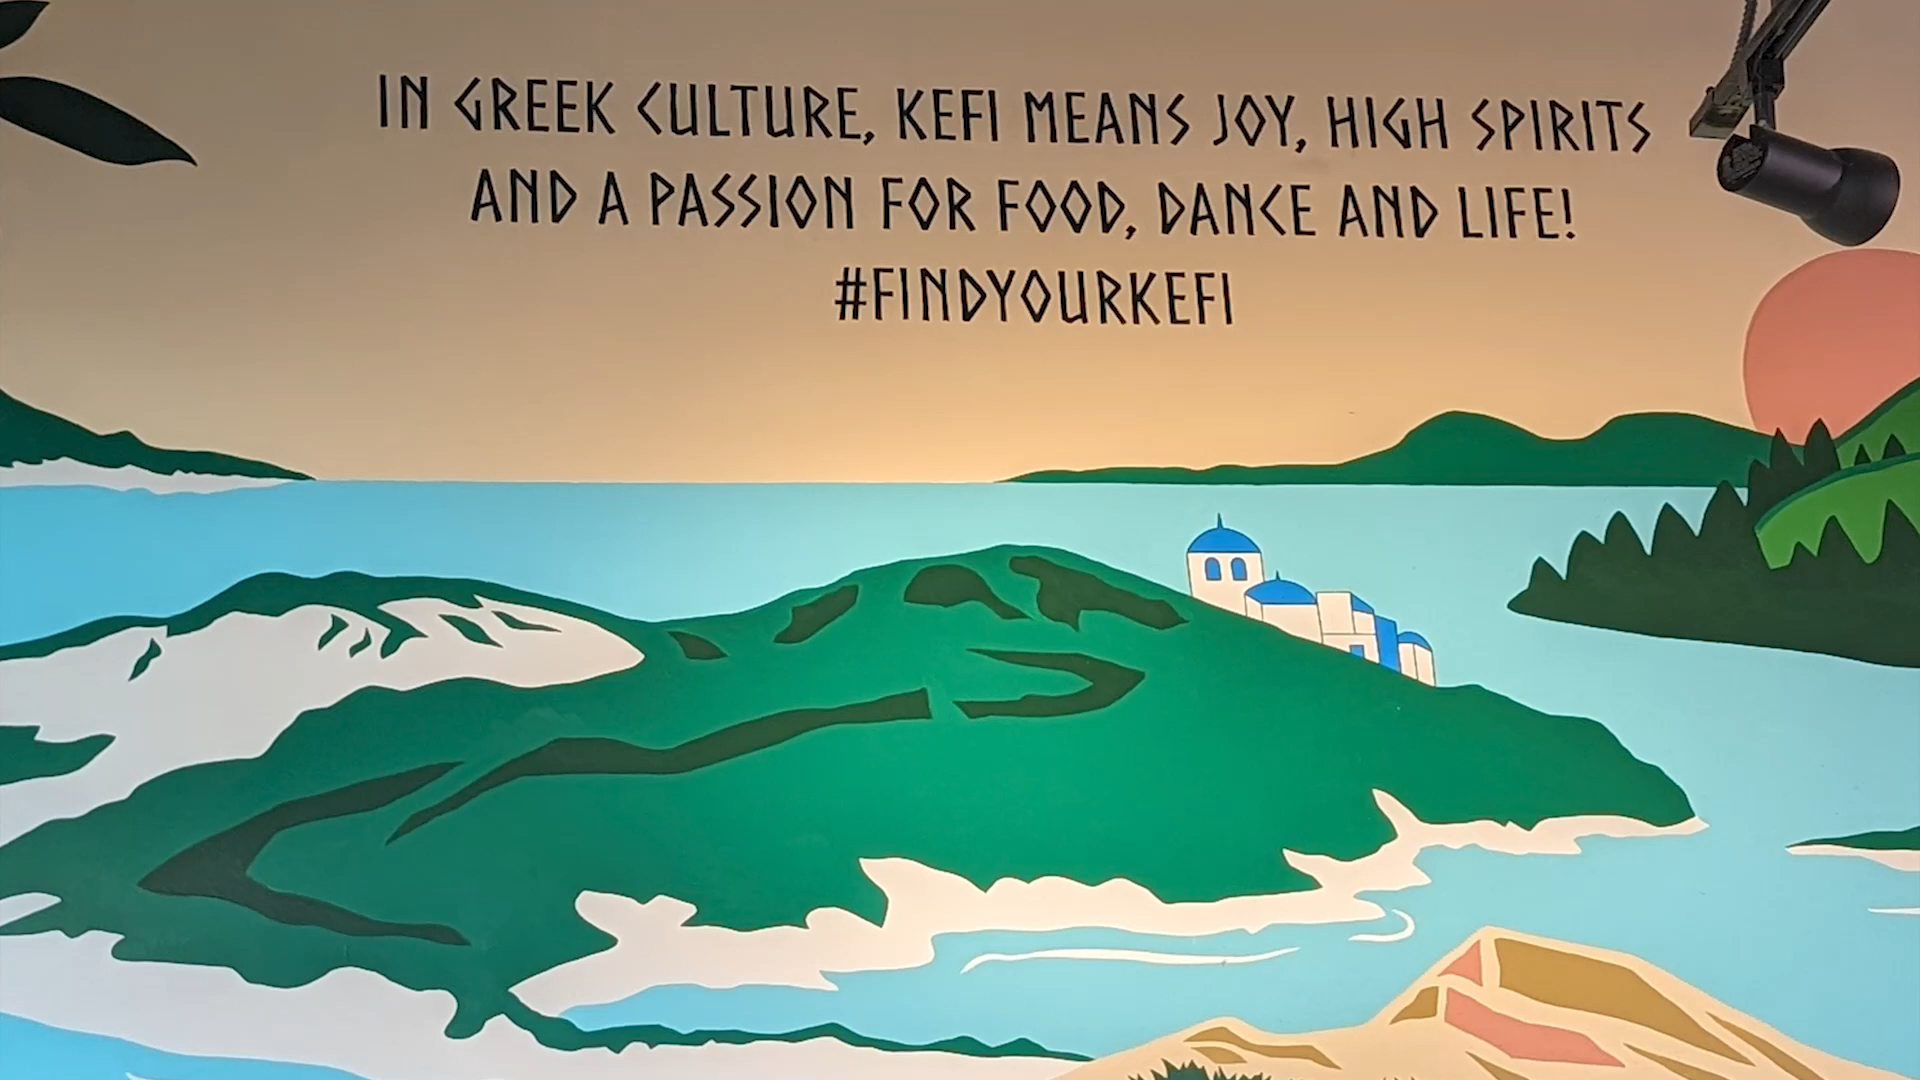 IN GREEK CULTURE, KEFI MEANS JOY, HIGH SPIRITS
AND A PASSION FOR FOOD, DANCE AND LIFE!
#FINDYOURKEFI